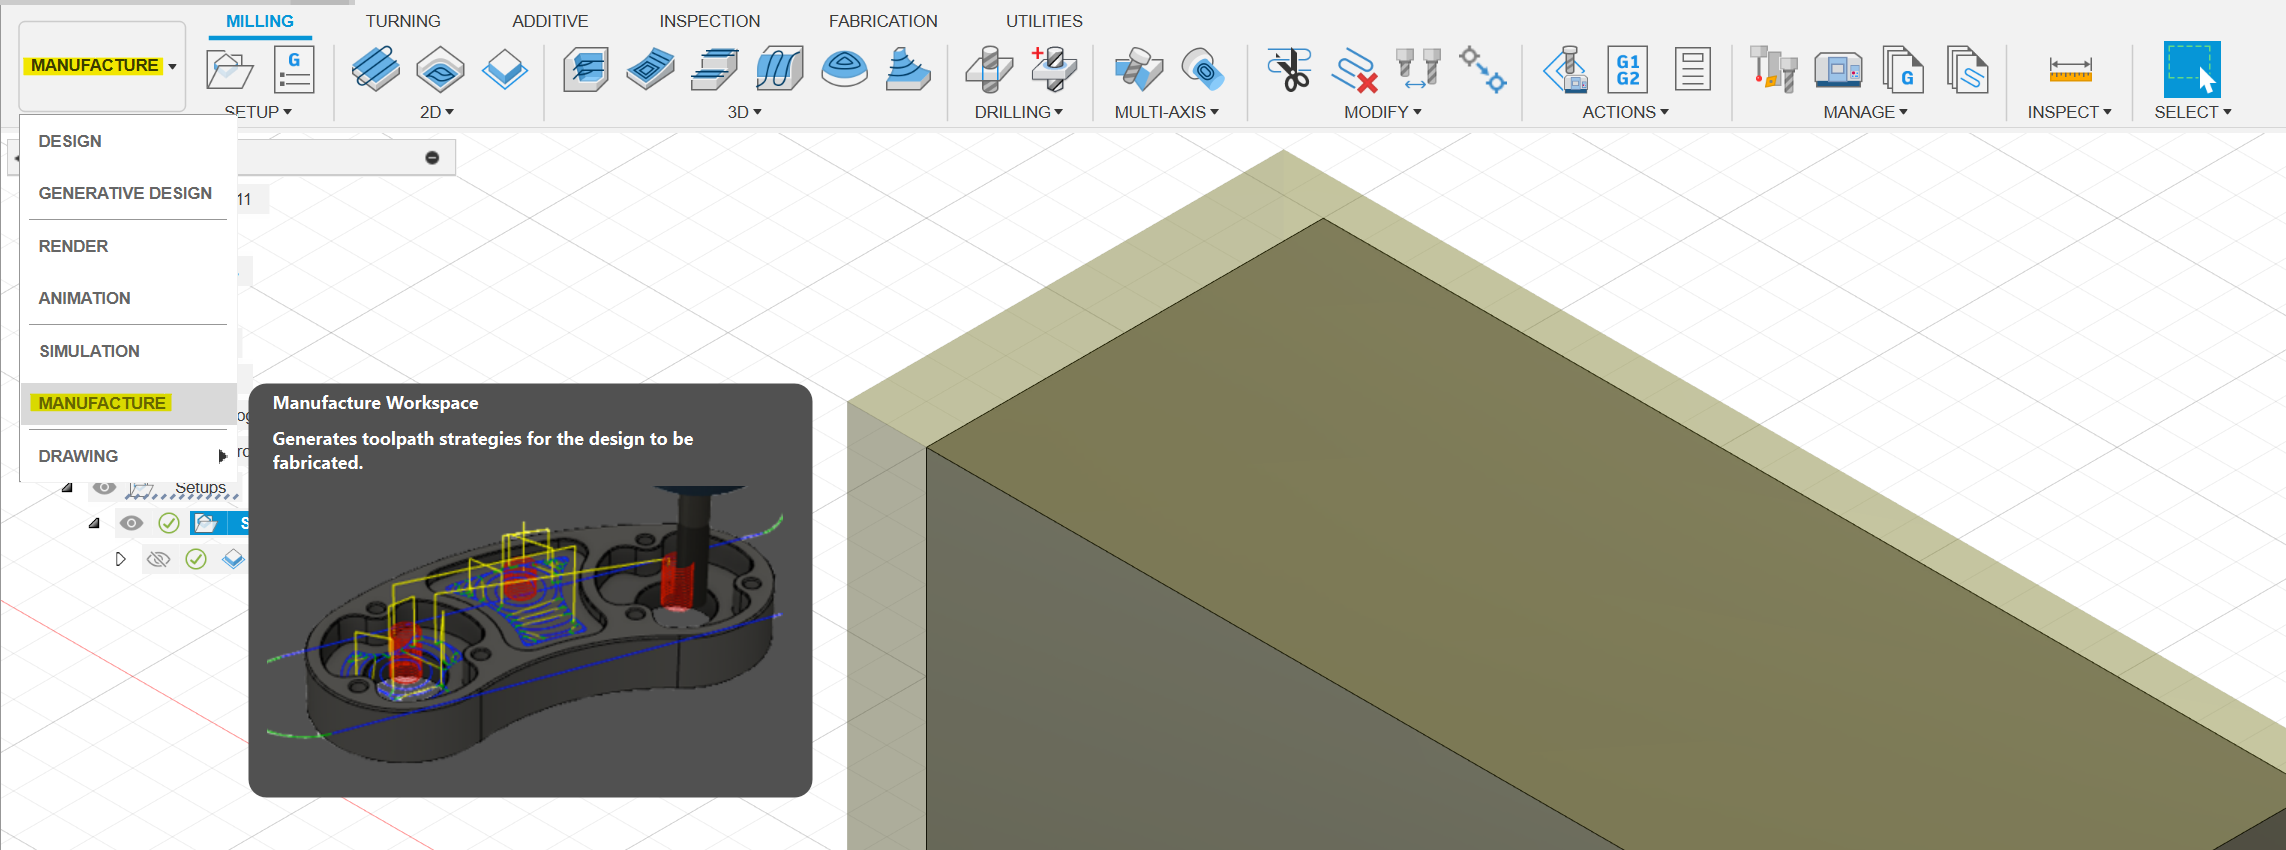 MILLING TURNING ADDITIVE INSPECTION FABRICATION UTILITIES
MANUFACTURE
G
G1
G2
G
SETUP 2D 3D DRILLING MULTI-AXIS MODIFY ACTIONS MANAGE INSPECT SELECT
DESIGN
GENERATIVE DESIGN
11
RENDER
ANIMATION
SIMULATION
MANUFACTURE
DRAWING
Manufacture Workspace
Generates toolpath strategies for the design to be
fabricated.
Setups
S